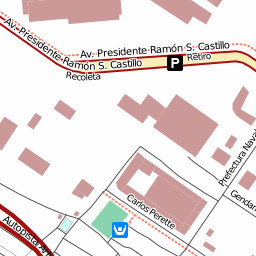 Av. Presidente Ramón S. Castillo
Av. Presidente Ramón S. Castillo
Retiro
Recoleta
P
Prefectura Naval
Gendar
Carlos Perette
Autopista